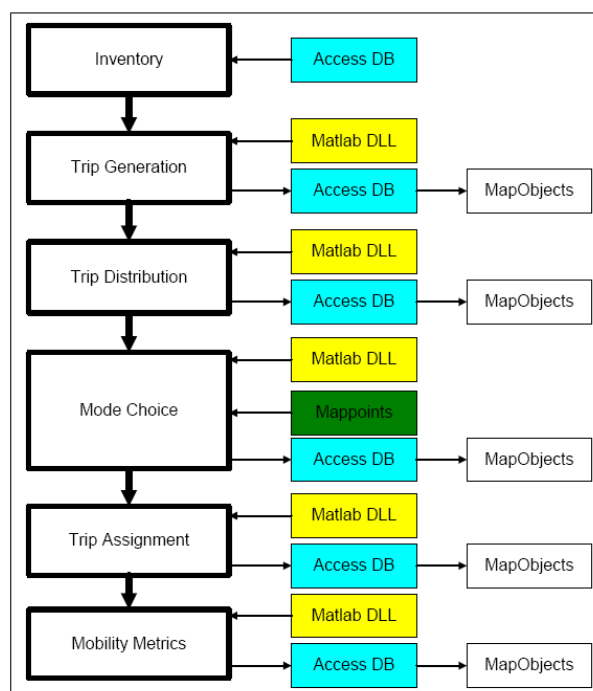 Inventory
Access DB
Matlab DLL
Trip Generation
Access DB
MapObjects
Matlab DLL
Trip Distribution
Access DB
MapObjects
Matlab DLL
Mode Choice
Mappoints
Access DB
MapObjects
Matlab DLL
Trip Assignment
Access DB
MapObjects
Matlab DLL
Mobility Metrics
Access DB
MapObjects